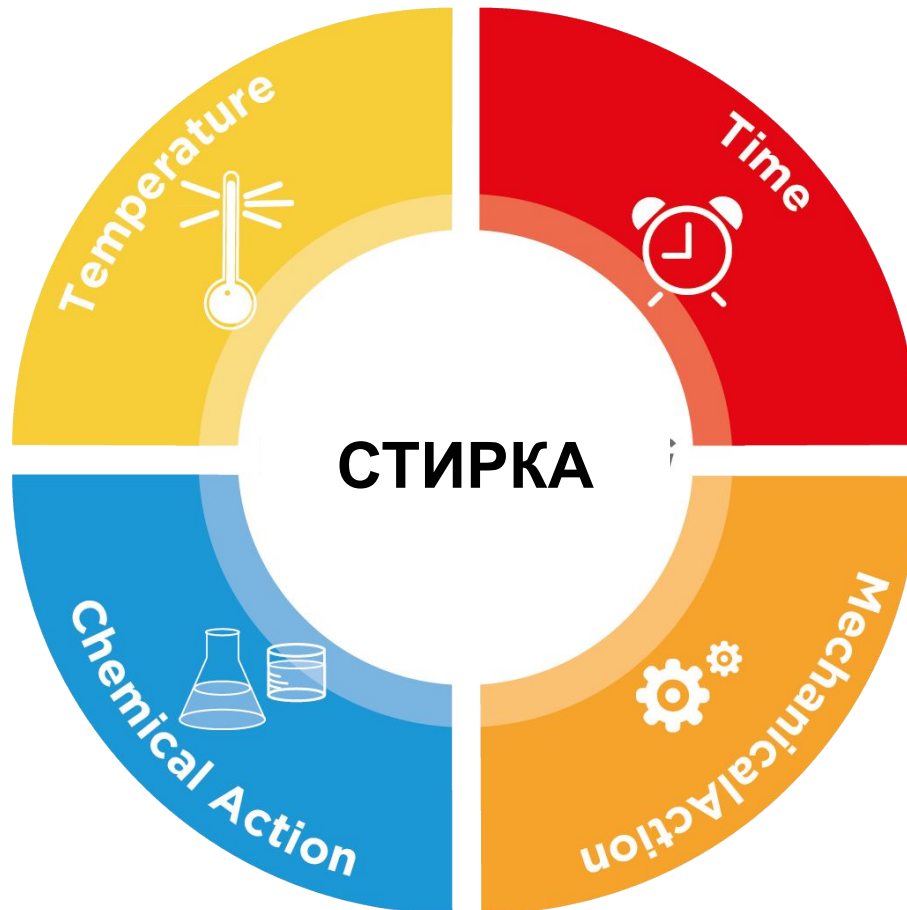 Temperature
Time
СТИРКА
Chemical Action
MechanicalAction